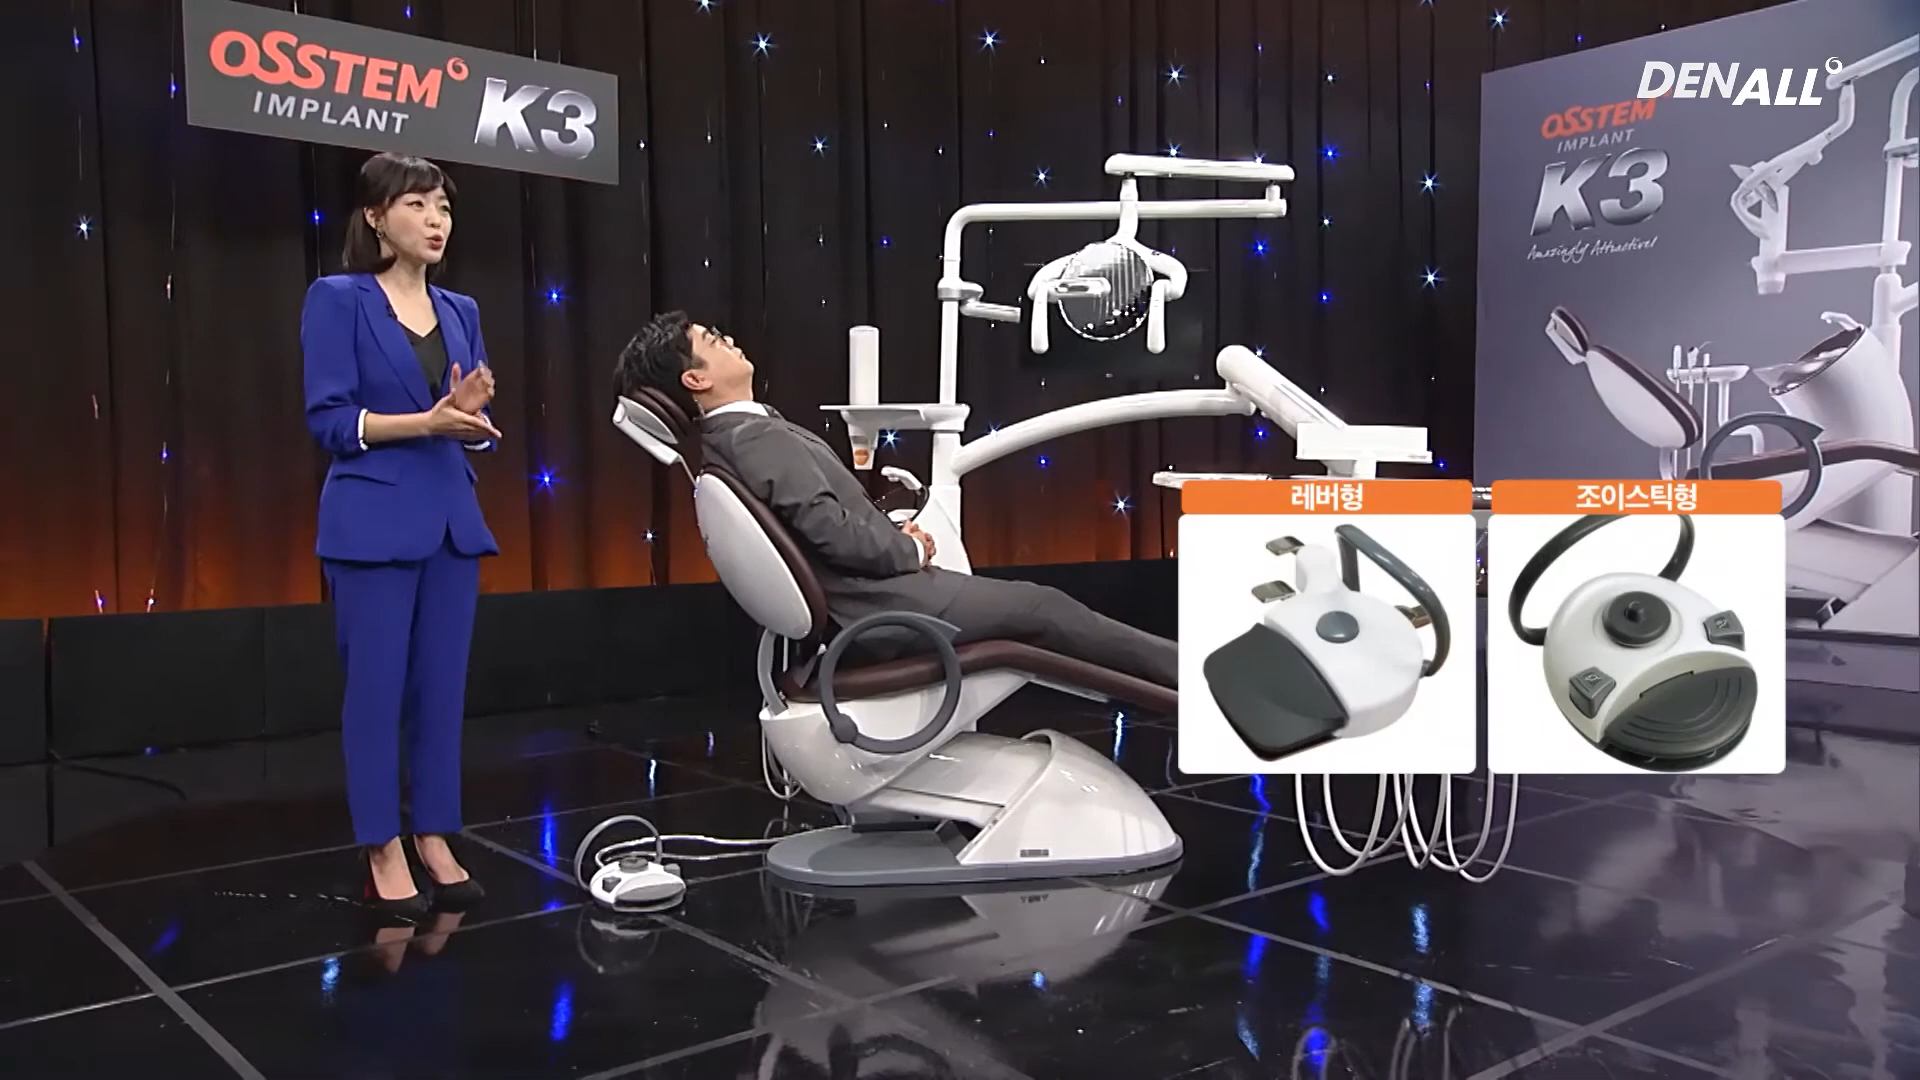 OSSTEM
IMPLANT
K3
DENALL
OSSTEM
IMPLANT
K3
Amazingly Attractive!
레버형
조이스틱형